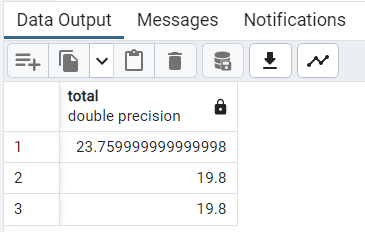 Data Output Messages Notifications
total
double precision
1 23.759999999999998
2 19.8
3 19.8